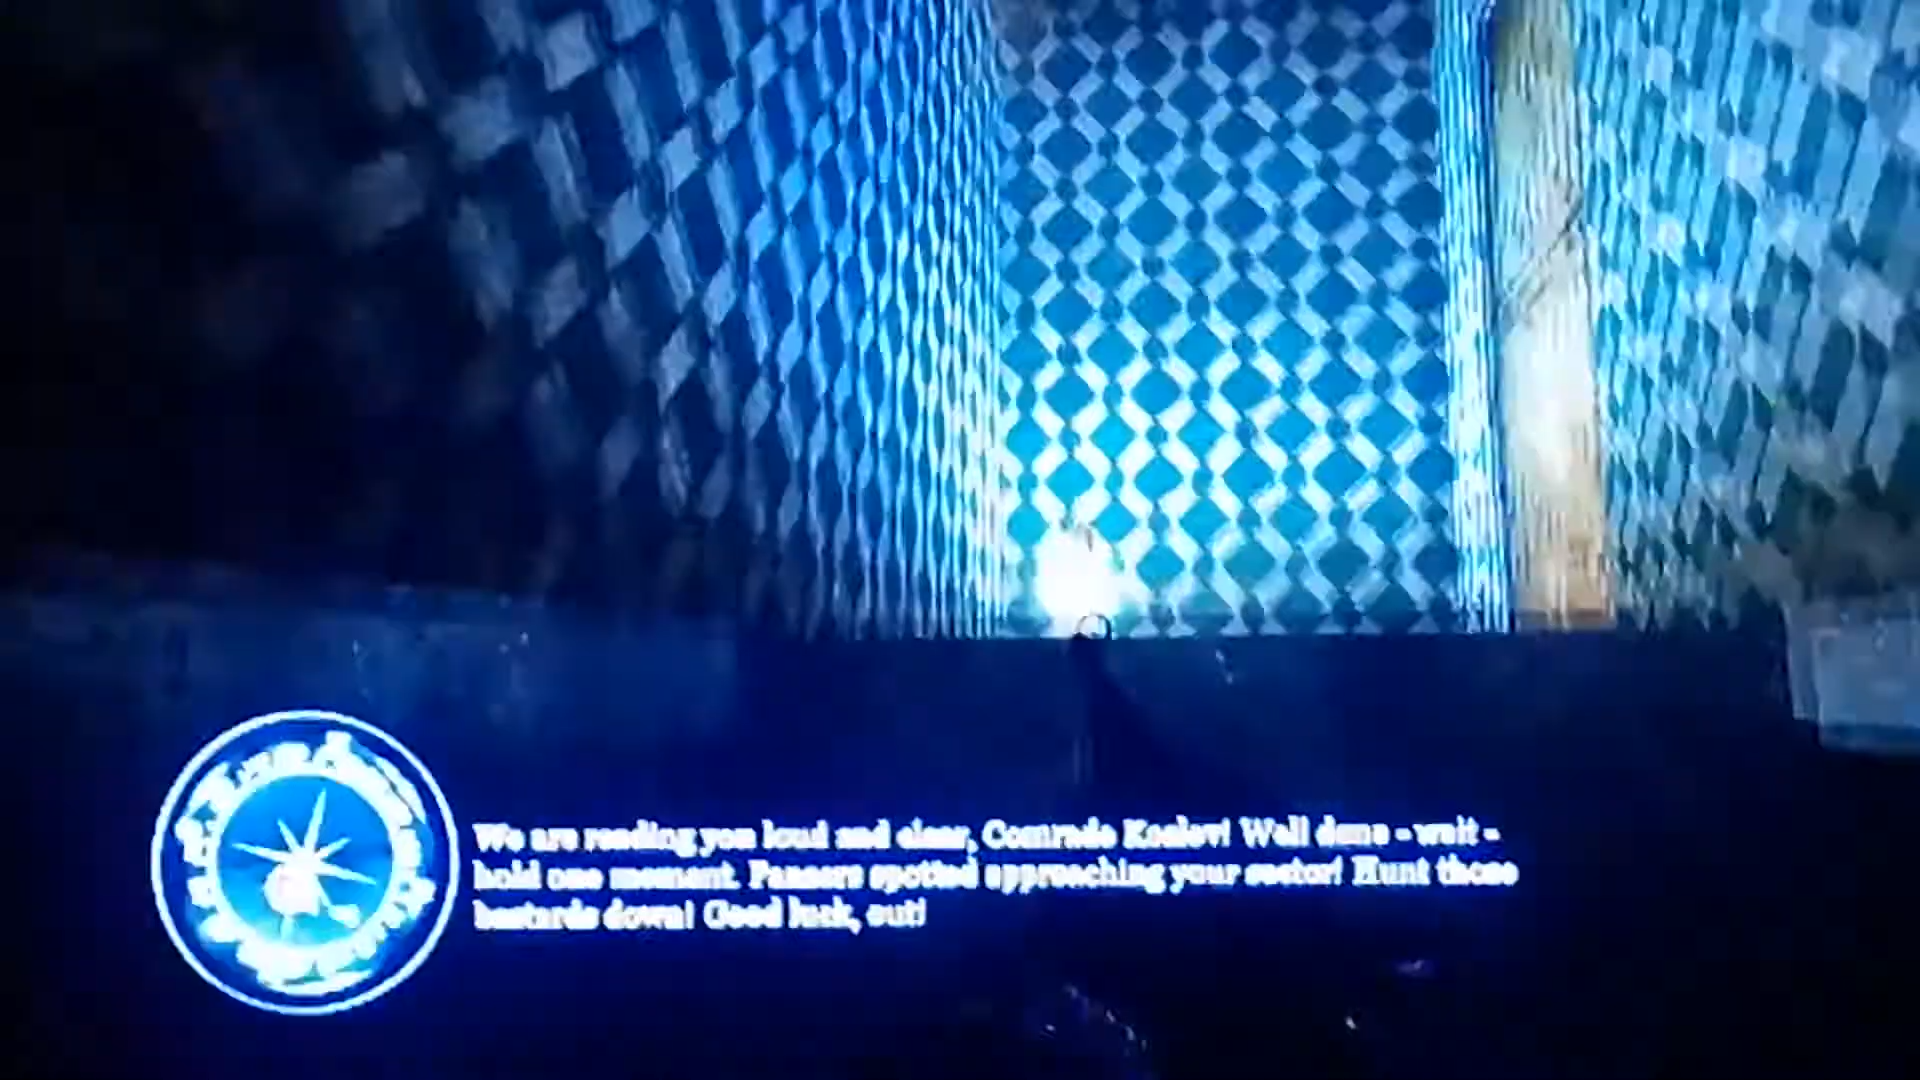 We are reading you loud and clear, Comrade Kozlov! Well done - wait -
hold one moment. Panzers spotted approaching your sector! Hunt those
bastards down! Good luck, out!